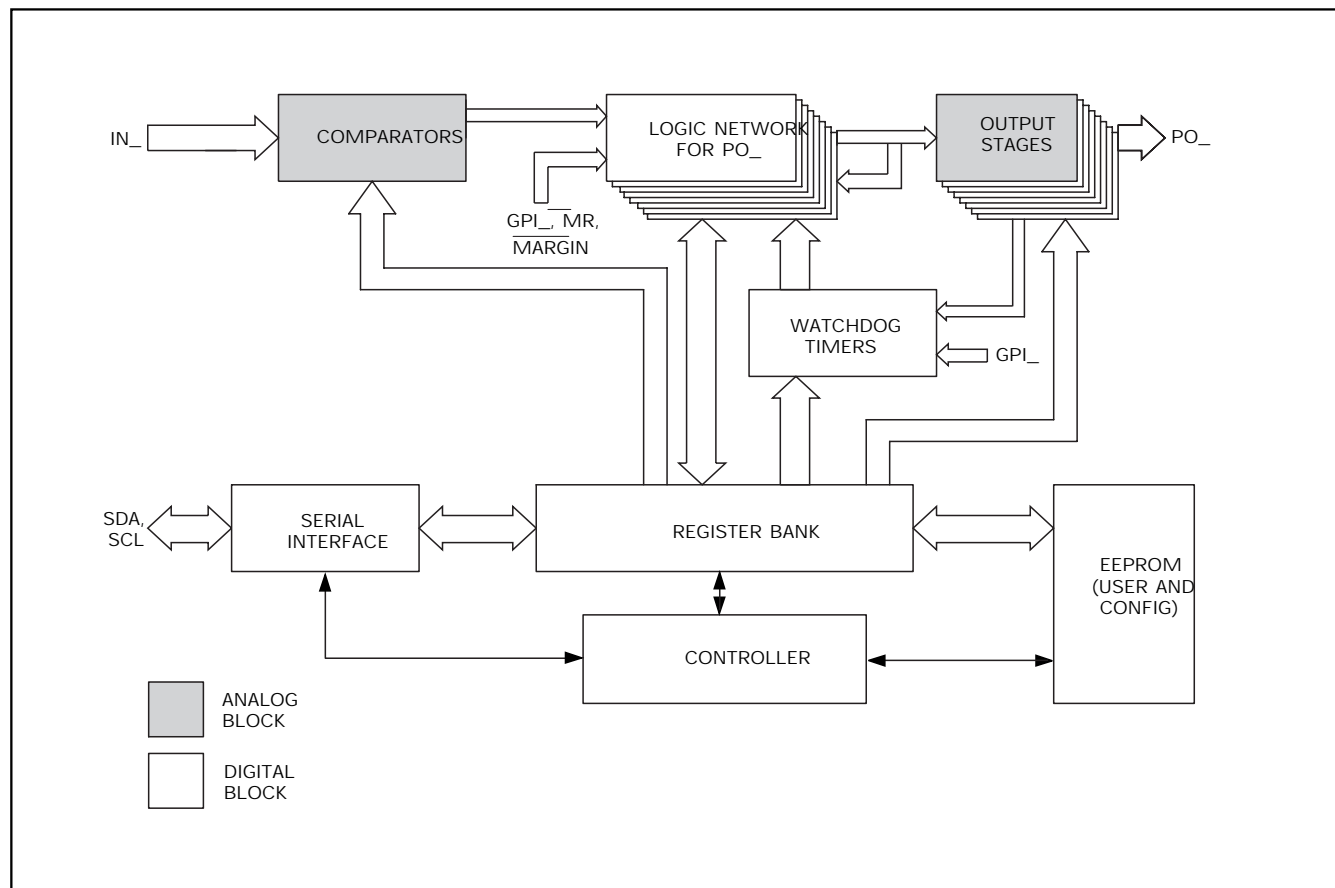 IN_
COMPARATORS
LOGIC NETWORK
FOR PO_
OUTPUT
STAGES
PO_
GPI_, MR,
MARGIN
WATCHDOG
TIMERS
GPI_
SDA,
SCL
SERIAL
INTERFACE
REGISTER BANK
EEPROM
(USER AND
CONFIG)
CONTROLLER
ANALOG
BLOCK
DIGITAL
BLOCK